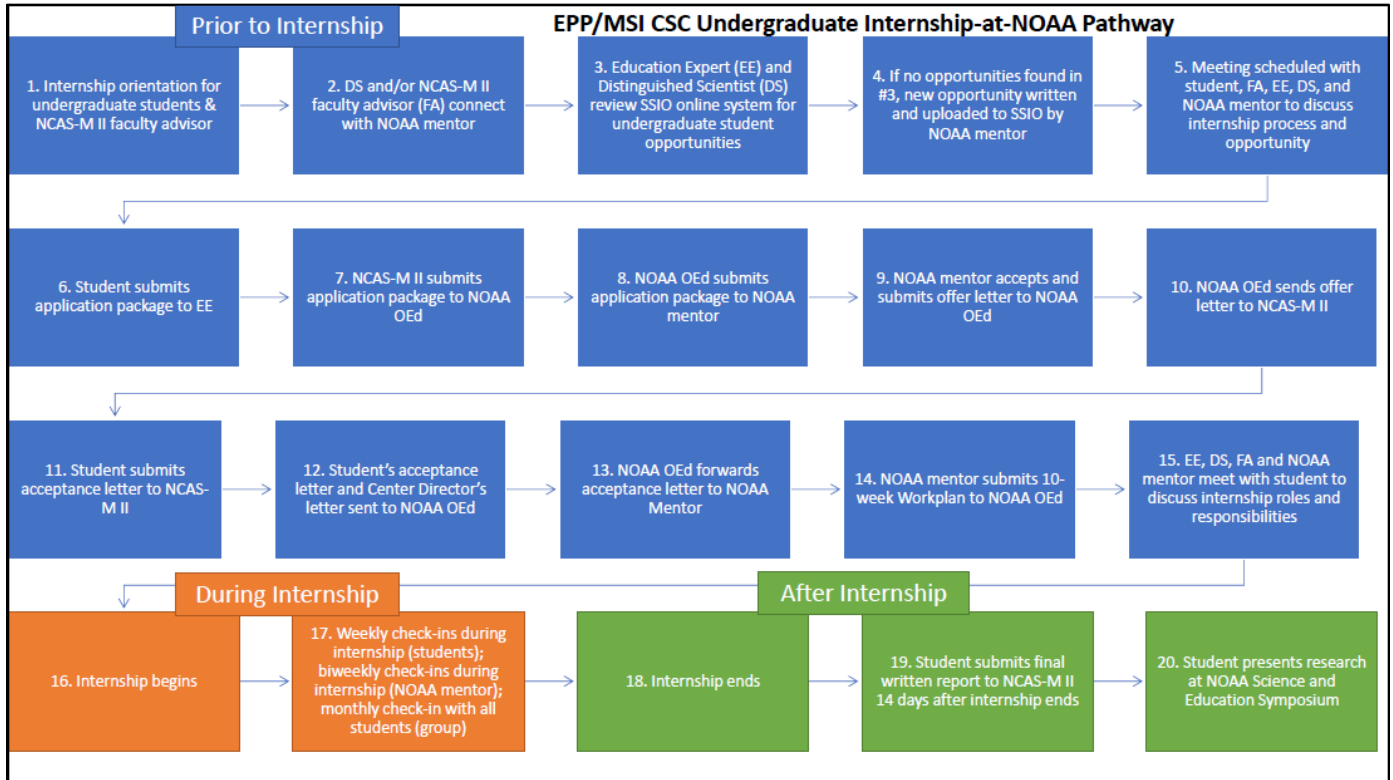 Prior to Internship
EPP/MSI CSC Undergraduate Internship-at-NOAA Pathway
1. Internship orientation for
undergraduate students &
NCAS-M II faculty advisor
2. DS and/or NCAS-M II
faculty advisor (FA) connect
with NOAA mentor
3. Education Expert (EE) and
Distinguished Scientist (DS)
review SSIO online system for
undergraduate student
opportunities
4. If no opportunities found in
#3, new opportunity written
and uploaded to SSIO by
NOAA mentor
5. Meeting scheduled with
student, FA, EE, DS, and
NOAA mentor to discuss
internship process and
opportunity
6. Student submits
application package to EE
7. NCAS-M II submits
application package to NOAA
OEd
8. NOAA OEd submits
application package to NOAA
mentor
9. NOAA mentor accepts and
submits offer letter to NOAA
OEd
10. NOAA OEd sends offer
letter to NCAS-M II
11. Student submits
acceptance letter to NCAS-
M II
12. Student’s acceptance
letter and Center Director’s
letter sent to NOAA OEd
13. NOAA OEd forwards
acceptance letter to NOAA
Mentor
14. NOAA mentor submits 10-
week Workplan to NOAA OEd
15. EE, DS, FA and NOAA
mentor meet with student to
discuss internship roles and
responsibilities
During Internship
After Internship
16. Internship begins
17. Weekly check-ins during
internship (students);
biweekly check-ins during
internship (NOAA mentor);
monthly check-in with all
students (group)
18. Internship ends
19. Student submits final
written report to NCAS-M II
14 days after internship ends
20. Student presents research
at NOAA Science and
Education Symposium